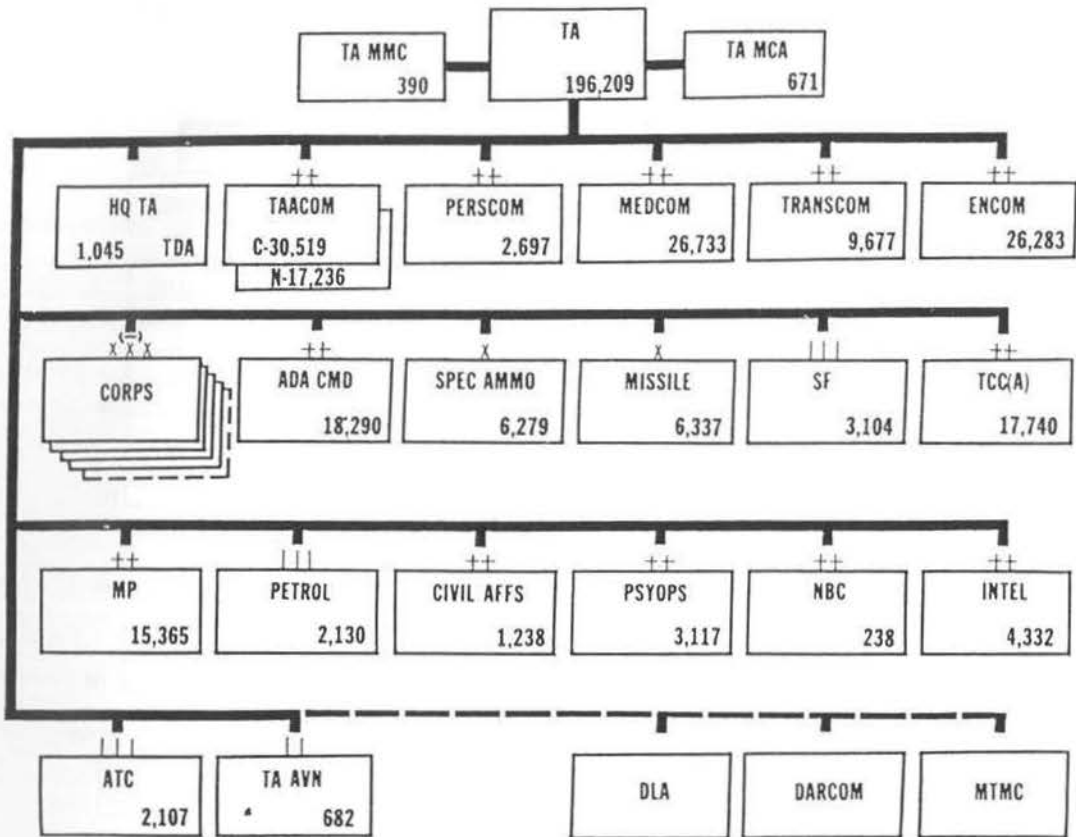 TA MMC
390
TA
196,209
TA MCA
671
HQ TA
1,045 TDA
++
TAACOM
C-30,519
N-17,236
++
PERSCOM
2,697
++
MEDCOM
26,733
++
TRANSCOM
9,677
++
ENCOM
26,283
(–)
X X X
CORPS
++
ADA CMD
18,290
X
SPEC AMMO
6,279
X
MISSILE
6,337
|||
SF
3,104
++
TCC(A)
17,740
++
MP
15,365
|||
PETROL
2,130
++
CIVIL AFFS
1,238
++
PSYOPS
3,117
++
NBC
238
++
INTEL
4,332
|||
ATC
2,107
||
TA AVN
682
DLA
DARCOM
MTMC